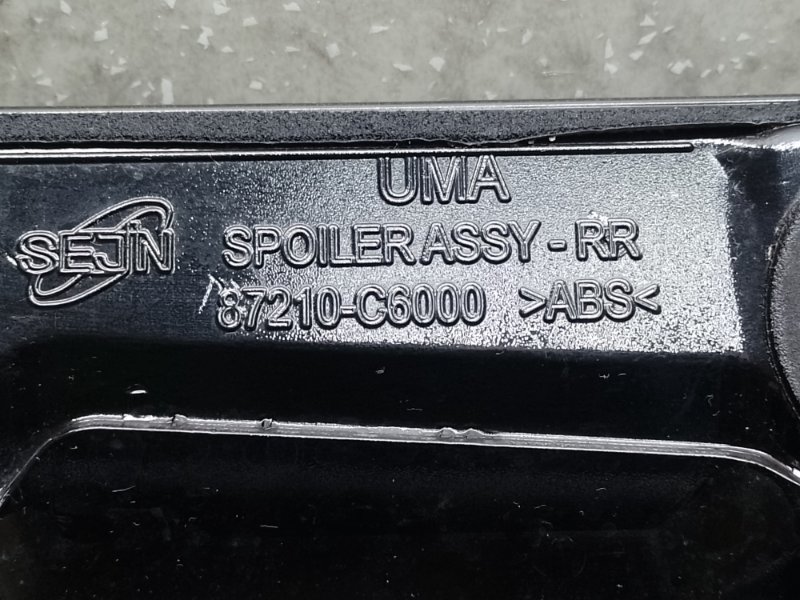 UMA
SEJIN
SPOILER ASSY - RR
87210-C6000 >ABS<